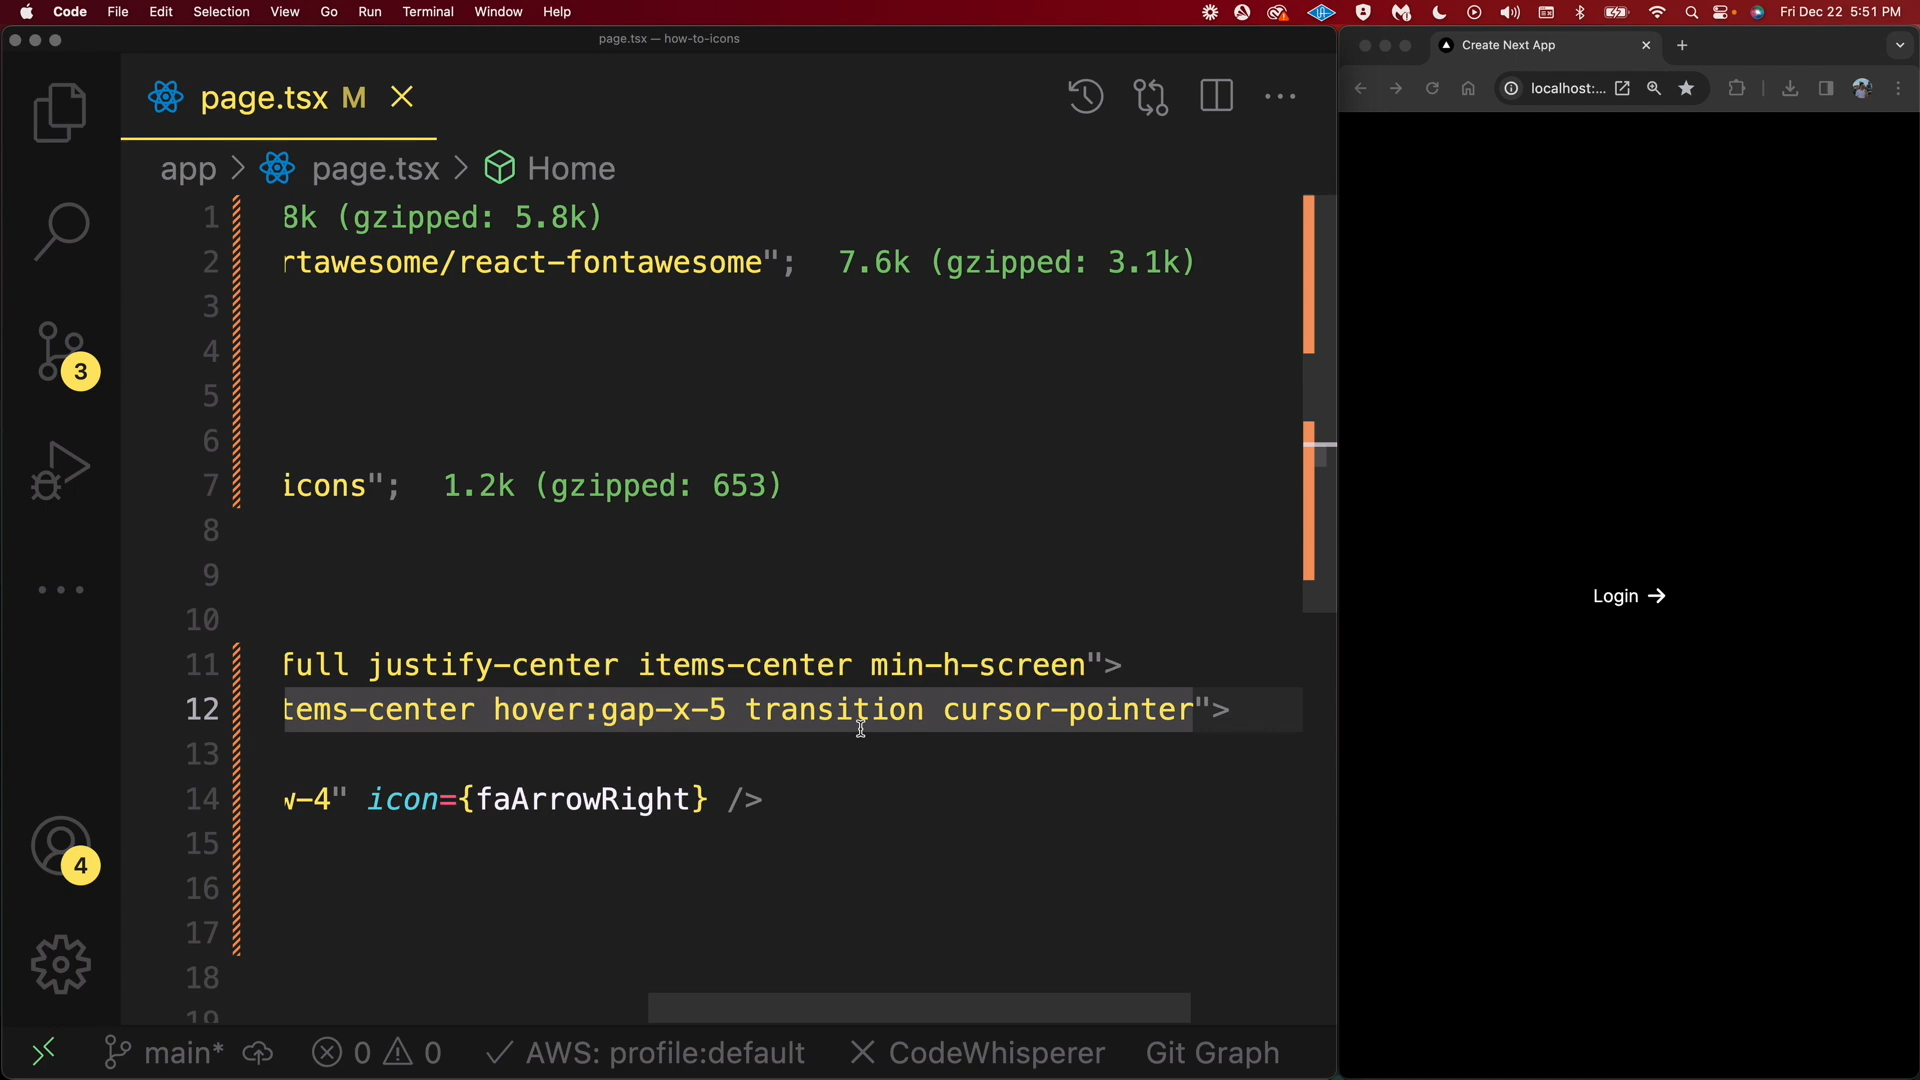 Code File Edit Selection View Go Run Terminal Window Help
Fri Dec 22 5:51 PM
page.tsx — how-to-icons
page.tsx M
app > page.tsx > Home
1 8k (gzipped: 5.8k)
2 rtawesome/react-fontawesome"; 7.6k (gzipped: 3.1k)
3
4
5
6
7 icons"; 1.2k (gzipped: 653)
8
9
10
11 full justify-center items-center min-h-screen">
12 tems-center hover:gap-x-5 transition cursor-pointer">
13
14 w-4" icon={faArrowRight} />
15
16
17
18
19
3
4
main* 0 0 AWS: profile:default CodeWhisperer Git Graph
Create Next App
localhost:...
Login →